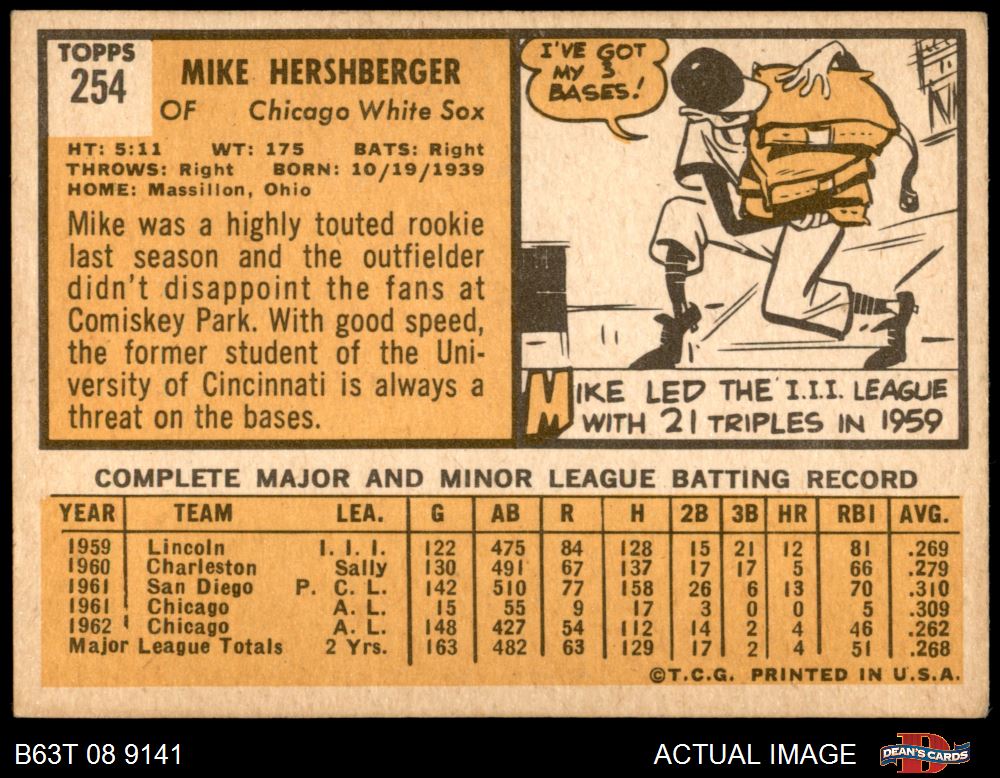 TOPPS
254
MIKE HERSHBERGER
OF Chicago White Sox
HT: 5:11 WT: 175 BATS: Right
THROWS: Right BORN: 10/19/1939
HOME: Massillon, Ohio
Mike was a highly touted rookie
last season and the outfielder
didn't disappoint the fans at
Comiskey Park. With good speed,
the former student of the Uni-
versity of Cincinnati is always a
threat on the bases.
I'VE GOT
MY 3
BASES!
MIKE LED THE I.I.I. LEAGUE
WITH 21 TRIPLES IN 1959
COMPLETE MAJOR AND MINOR LEAGUE BATTING RECORD
YEAR TEAM LEA. G AB R H 2B 3B HR RBI AVG.
1959 Lincoln I. I. I. 122 475 84 128 15 21 12 81 .269
1960 Charleston Sally 130 491 67 137 17 17 5 66 .279
1961 San Diego P. C. L. 142 510 77 158 26 6 13 70 .310
1961 Chicago A. L. 15 55 9 17 3 0 0 5 .309
1962 Chicago A. L. 148 427 54 112 14 2 4 46 .262
Major League Totals 2 Yrs. 163 482 63 129 17 2 4 51 .268
©T.C.G. PRINTED IN U.S.A.
B63T 08 9141
ACTUAL IMAGE
DEAN'S CARDS